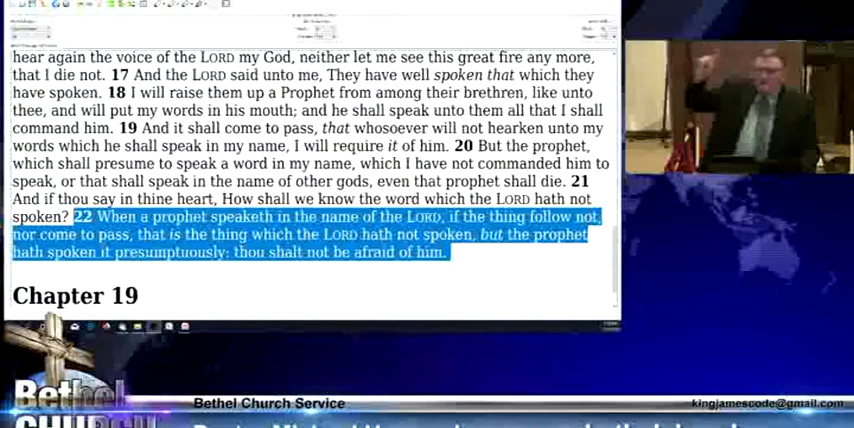 hear again the voice of the LORD my God, neither let me see this great fire any more,
that I die not. 17 And the LORD said unto me, They have well spoken that which they
have spoken. 18 I will raise them up a Prophet from among their brethren, like unto
thee, and will put my words in his mouth; and he shall speak unto them all that I shall
command him. 19 And it shall come to pass, that whosoever will not hearken unto my
words which he shall speak in my name, I will require it of him. 20 But the prophet,
which shall presume to speak a word in my name, which I have not commanded him to
speak, or that shall speak in the name of other gods, even that prophet shall die. 21
And if thou say in thine heart, How shall we know the word which the LORD hath not
spoken? 22 When a prophet speaketh in the name of the LORD, if the thing follow not,
nor come to pass, that is the thing which the LORD hath not spoken, but the prophet
hath spoken it presumptuously: thou shalt not be afraid of him.
Chapter 19
Bethel
CHURCH
Bethel Church Service
kingjamescode@gmail.com